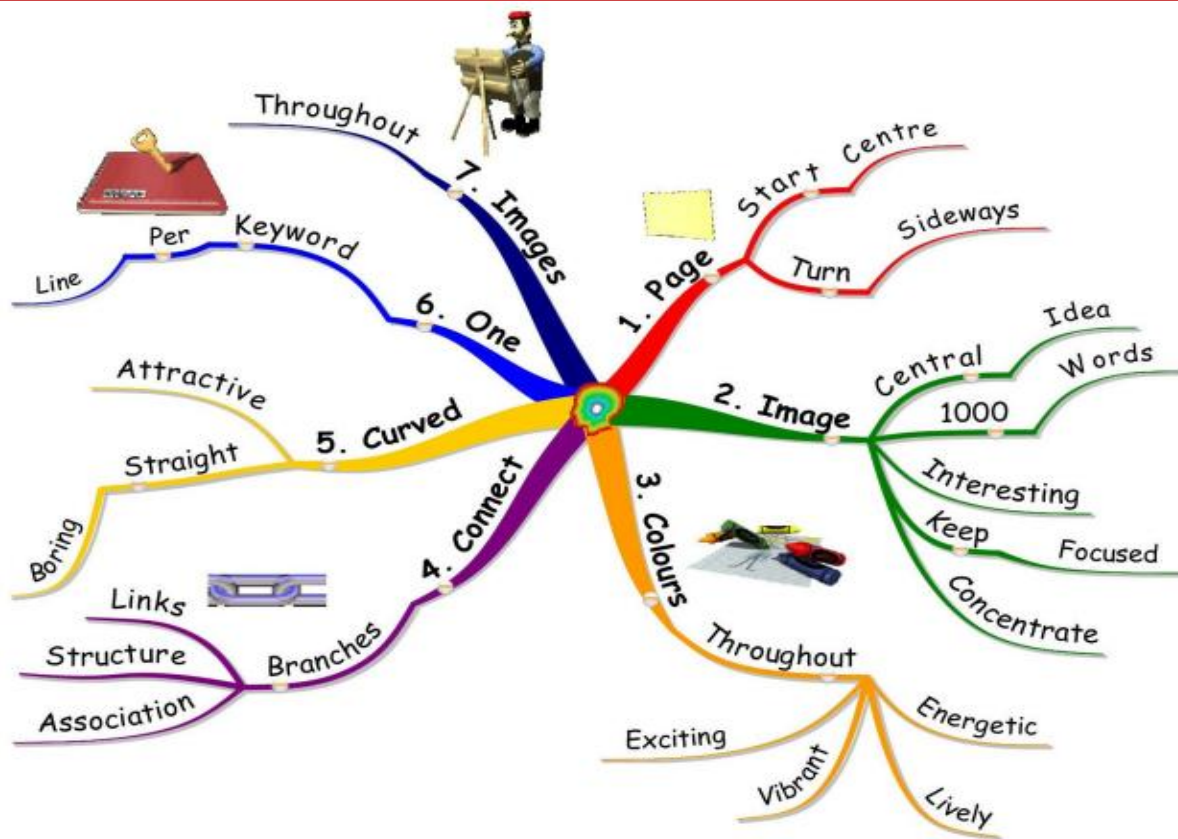 1. Page
Start
Centre
Turn
Sideways
2. Image
Central
Idea
1000
Words
Interesting
Keep
Focused
Concentrate
3. Colours
Throughout
Energetic
Lively
Vibrant
Exciting
4. Connect
Branches
Links
Structure
Association
5. Curved
Attractive
Straight
Boring
6. One
Keyword
Per
Line
7. Images
Throughout